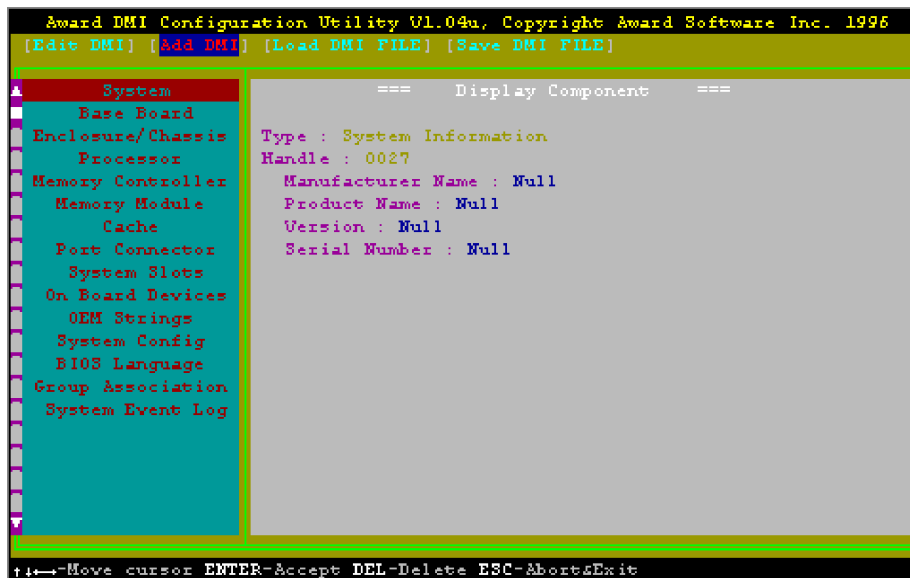 Award DMI Configuration Utility V1.04u, Copyright Award Software Inc. 1996
[Edit DMI] [Add DMI] [Load DMI FILE] [Save DMI FILE]
System
Base Board
Enclosure/Chassis
Processor
Memory Controller
Memory Module
Cache
Port Connector
System Slots
On Board Devices
OEM Strings
System Config
BIOS Language
Group Association
System Event Log
=== Display Component ===
Type : System Information
Handle : 0027
Manufacturer Name : Null
Product Name : Null
Version : Null
Serial Number : Null
↑↓←→-Move cursor ENTER-Accept DEL-Delete ESC-Abort&Exit